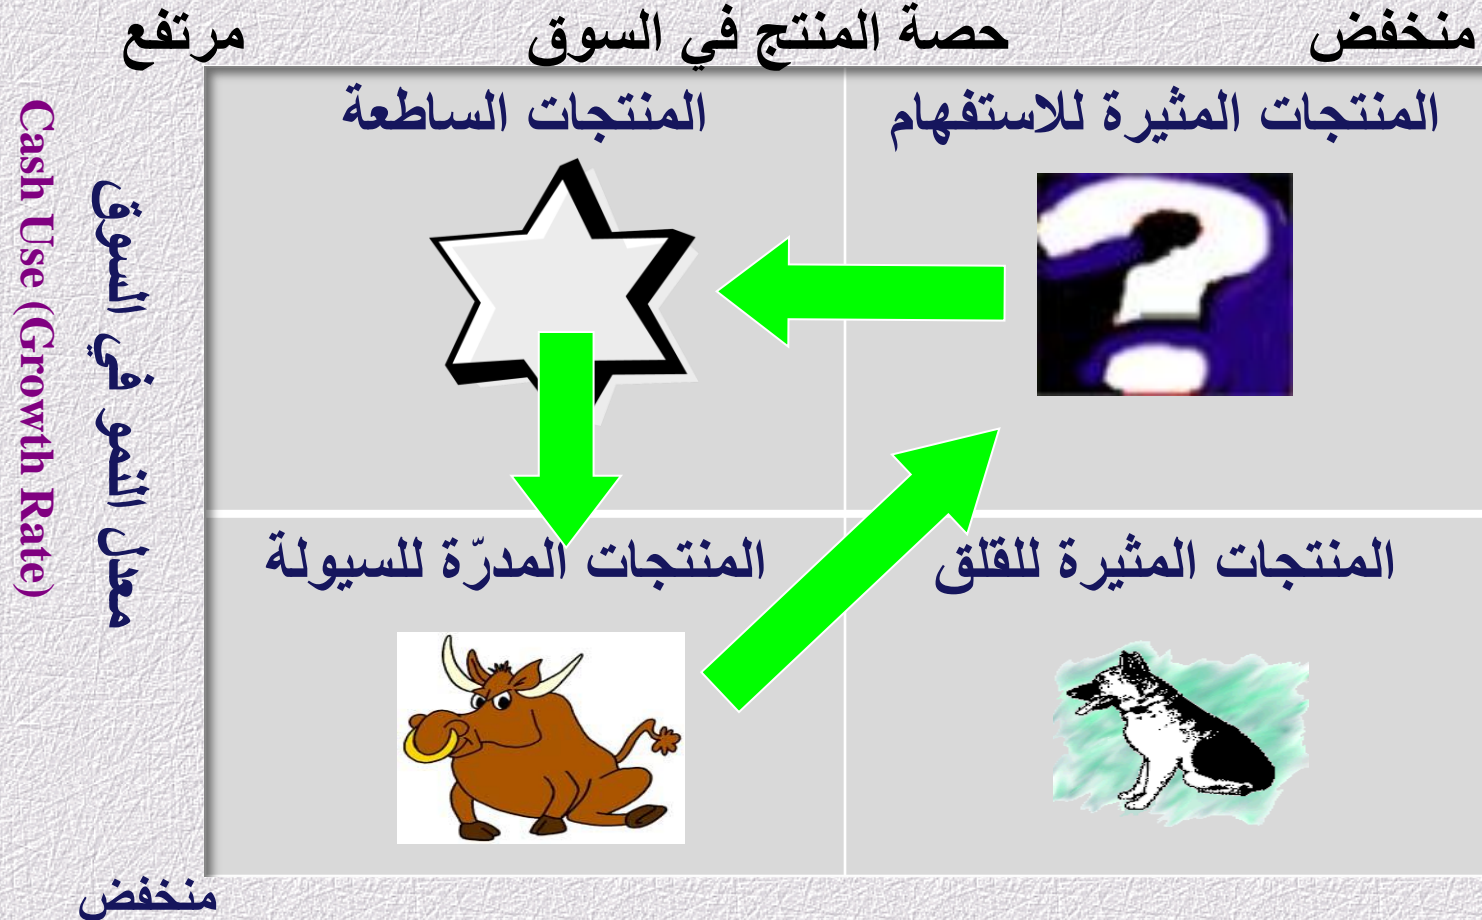 منخفض
حصة المنتج في السوق
مرتفع
المنتجات المثيرة للاستفهام
المنتجات الساطعة
معدل النمو في السوق
Cash Use (Growth Rate)
?
المنتجات المثيرة للقلق
المنتجات المدرّة للسيولة
منخفض